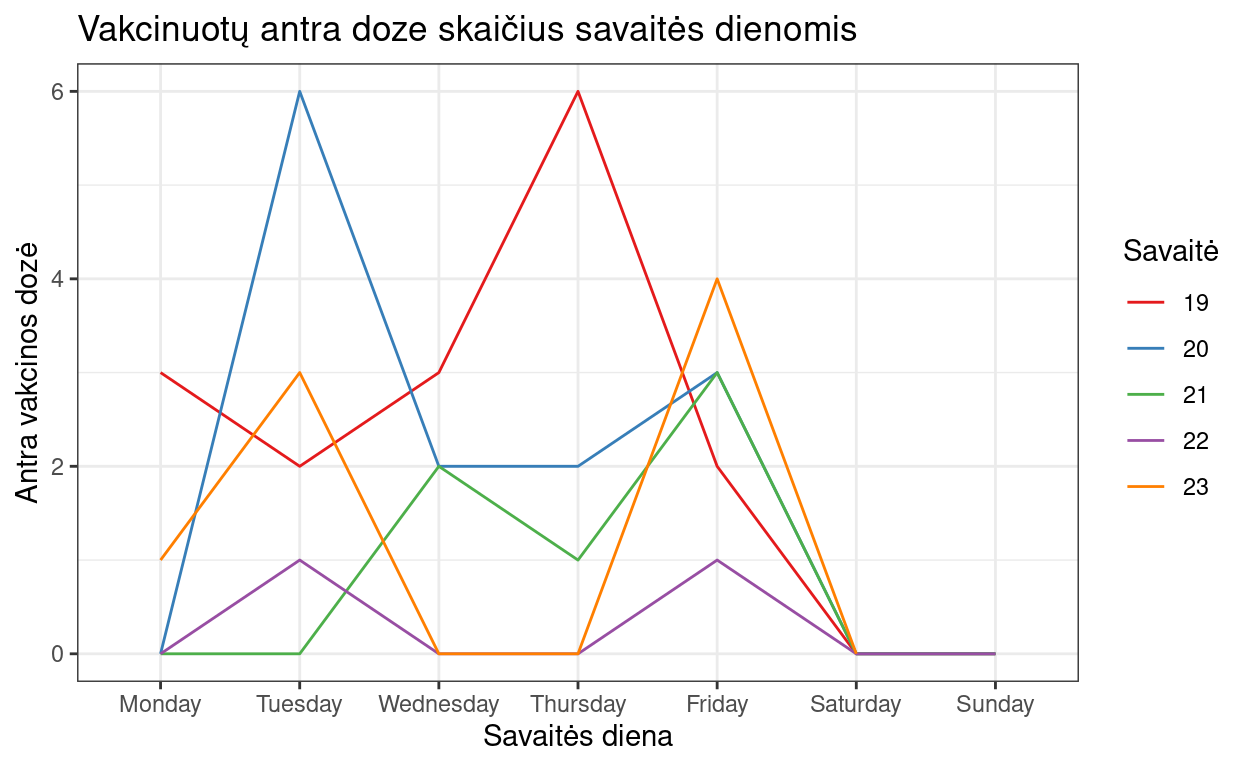 Vakcinuotų antra doze skaičius savaitės dienomis
Antra vakcinos dozė
6
4
2
0
Monday Tuesday Wednesday Thursday Friday Saturday Sunday
Savaitės diena
Savaitė
19
20
21
22
23